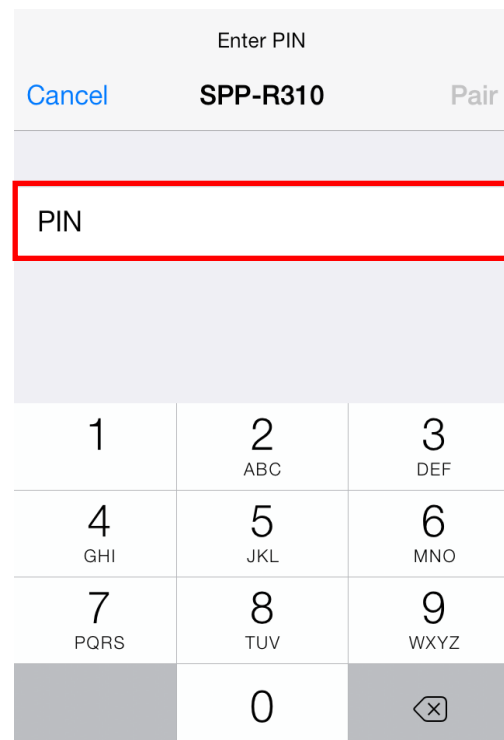 Enter PIN
Cancel SPP-R310 Pair
PIN
1 2 3
ABC DEF
4 5 6
GHI JKL MNO
7 8 9
PQRS TUV WXYZ
0